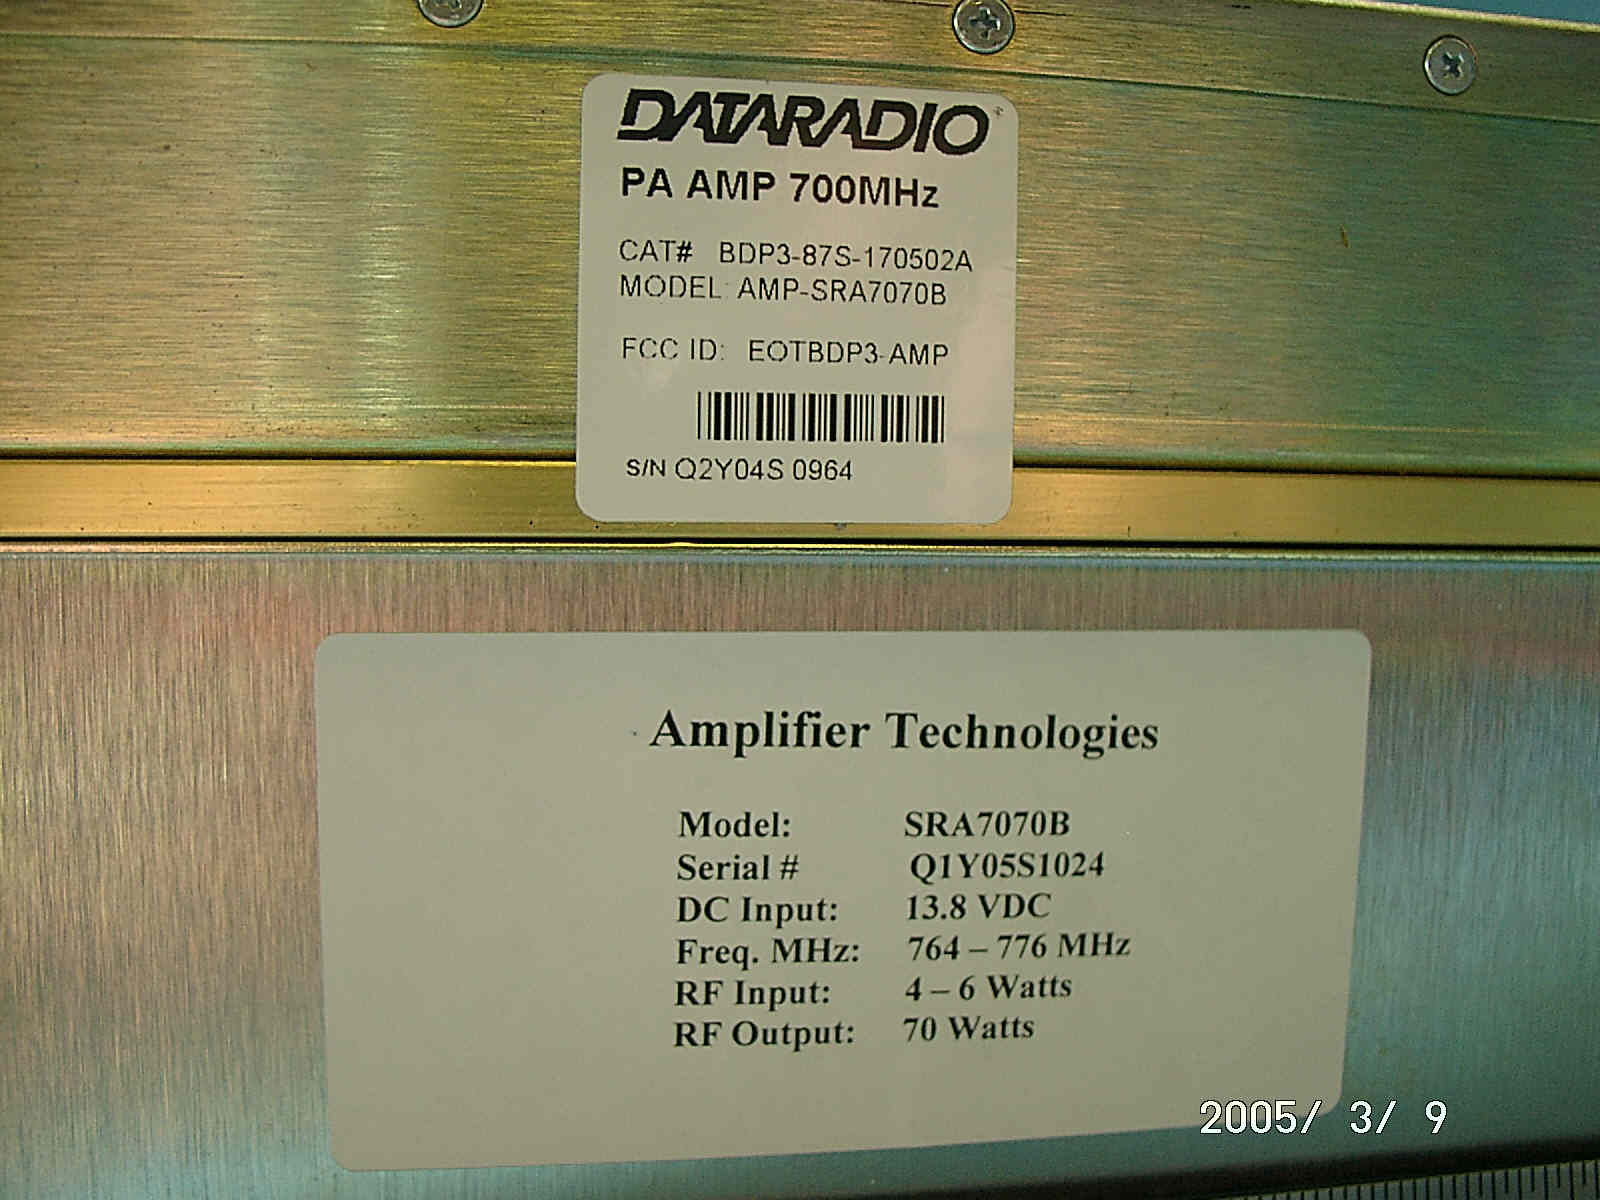 DATARADIO
PA AMP 700MHz
CAT# BDP3-87S-170502A
MODEL: AMP-SRA7070B
FCC ID: EOTBDP3-AMP
S/N Q2Y04S 0964
Amplifier Technologies
Model: SRA7070B
Serial # Q1Y05S1024
DC Input: 13.8 VDC
Freq. MHz: 764 – 776 MHz
RF Input: 4 – 6 Watts
RF Output: 70 Watts
2005/ 3/ 9